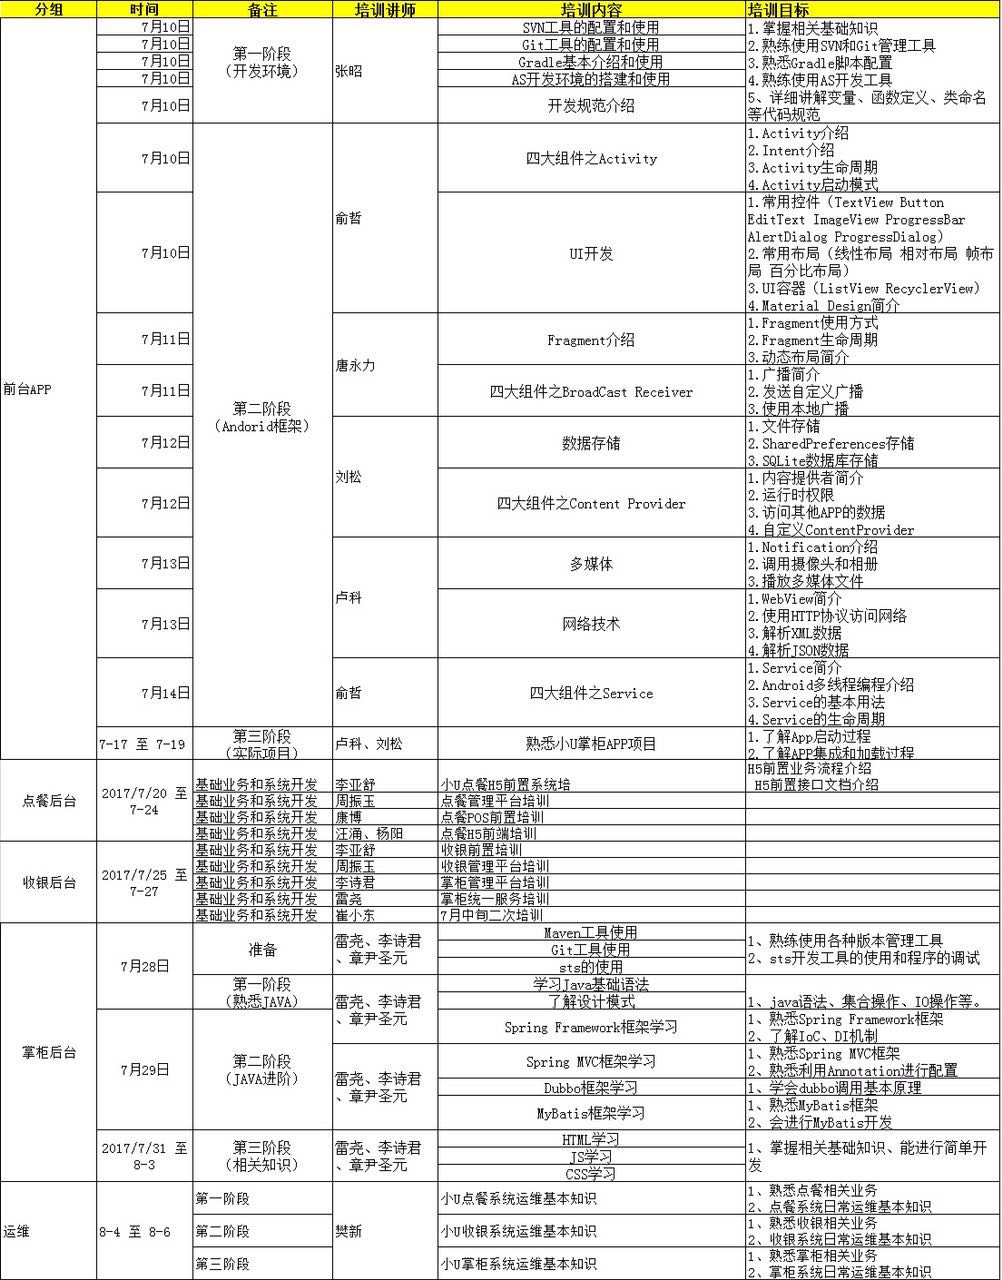 分组 时间 备注 培训讲师 培训内容 培训目标
前台APP
7月10日
第一阶段
（开发环境）
张昭
SVN工具的配置和使用
1.掌握相关基础知识
7月10日
Git工具的配置和使用
2.熟练使用SVN和Git管理工具
7月10日
Gradle基本介绍和使用
3.熟悉Gradle脚本配置
7月10日
AS开发环境的搭建和使用
4.熟练使用AS开发工具
7月10日
开发规范介绍
5、详细讲解变量、函数定义、类命名
等代码规范
7月10日
第二阶段
（Andorid框架）
俞哲
四大组件之Activity
1.Activity介绍
2.Intent介绍
3.Activity生命周期
4.Activity启动模式
7月10日
UI开发
1.常用控件（TextView Button
EditText ImageView ProgressBar
AlertDialog ProgressDialog）
2.常用布局（线性布局 相对布局 帧布
局 百分比布局）
3.UI容器（ListView RecyclerView）
4.Material Design简介
7月11日
唐永力
Fragment介绍
1.Fragment使用方式
2.Fragment生命周期
3.动态布局简介
7月11日
四大组件之BroadCast Receiver
1.广播简介
2.发送自定义广播
3.使用本地广播
7月12日
刘松
数据存储
1.文件存储
2.SharedPreferences存储
3.SQLite数据库存储
7月12日
四大组件之Content Provider
1.内容提供者简介
2.运行时权限
3.访问其他APP的数据
4.自定义ContentProvider
7月13日
卢科
多媒体
1.Notification介绍
2.调用摄像头和相册
3.播放多媒体文件
7月13日
网络技术
1.WebView简介
2.使用HTTP协议访问网络
3.解析XML数据
4.解析JSON数据
7月14日
俞哲
四大组件之Service
1.Service简介
2.Android多线程编程介绍
3.Service的基本用法
4.Service的生命周期
7-17 至 7-19
第三阶段
（实际项目）
卢科、刘松
熟悉小U掌柜APP项目
1.了解App启动过程
2.了解APP集成和加载过程
点餐后台
2017/7/20 至
7-24
基础业务和系统开发 李亚舒 小U点餐H5前置系统培
H5前置业务流程介绍
H5前置接口文档介绍
基础业务和系统开发 周振玉 点餐管理平台培训
基础业务和系统开发 康博 点餐POS前置培训
基础业务和系统开发 汪涌、杨阳 点餐H5前端培训
收银后台
2017/7/25 至
7-27
基础业务和系统开发 李亚舒 收银前置培训
基础业务和系统开发 周振玉 收银管理平台培训
基础业务和系统开发 李诗君 掌柜管理平台培训
基础业务和系统开发 雷尧 掌柜统一服务培训
基础业务和系统开发 崔小东 7月中旬二次培训
掌柜后台
7月28日
准备
雷尧、李诗君
、章尹圣元
Maven工具使用
Git工具使用
sts的使用
1、熟练使用各种版本管理工具
2、sts开发工具的使用和程序的调试
第一阶段
（熟悉JAVA）
雷尧、李诗君
、章尹圣元
学习Java基础语法
了解设计模式
1、java语法、集合操作、IO操作等。
7月29日
第二阶段
（JAVA进阶）
Spring Framework框架学习
1、熟悉Spring Framework框架
2、了解IoC、DI机制
雷尧、李诗君
、章尹圣元
Spring MVC框架学习
1、熟悉Spring MVC框架
2、熟悉利用Annotation进行配置
Dubbo框架学习
1、学会dubbo调用基本原理
MyBatis框架学习
1、熟悉MyBatis框架
2、会进行MyBatis开发
2017/7/31 至
8-3
第三阶段
（相关知识）
雷尧、李诗君
、章尹圣元
HTML学习
JS学习
CSS学习
1、掌握相关基础知识、能进行简单开
发
运维
8-4 至 8-6
第一阶段
樊新
小U点餐系统运维基本知识
1、熟悉点餐相关业务
2、点餐系统日常运维基本知识
第二阶段
小U收银系统运维基本知识
1、熟悉收银相关业务
2、收银系统日常运维基本知识
第三阶段
小U掌柜系统运维基本知识
1、熟悉掌柜相关业务
2、掌柜系统日常运维基本知识